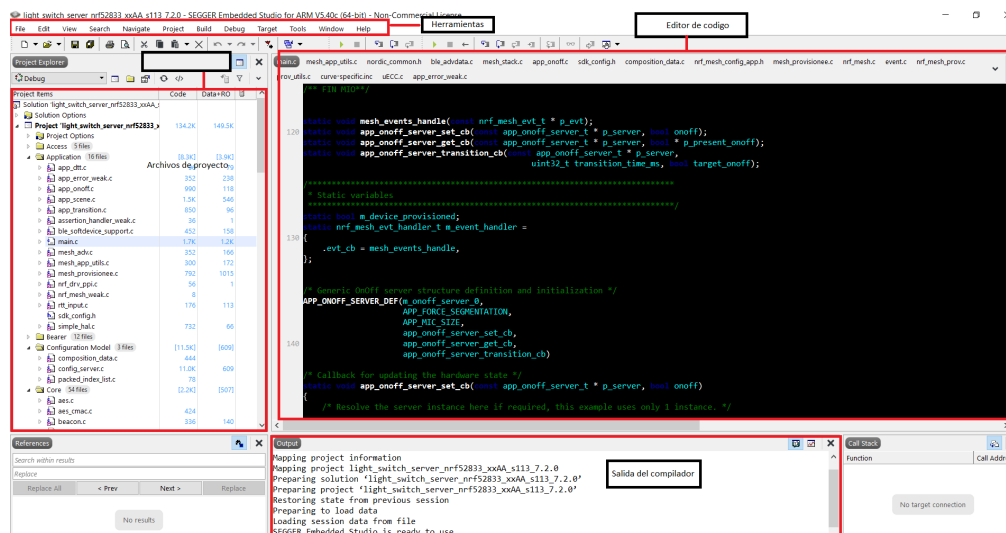 light_switch_server_nrf52833_xxAA_s113_7.2.0 - SEGGER Embedded Studio for ARM V5.40c (64-bit) - Non-Commercial License
Herramientas
Editor de codigo
File Edit View Search Navigate Project Build Debug Target Tools Window Help
Project Explorer
Debug
Project Items Code Data+RO
Solution 'light_switch_server_nrf52833_xxAA_s
Solution Options
Project 'light_switch_server_nrf52833_x 134.2K 149.5K
Project Options
Access 5 files
Application 16 files [8.3K] [3.9K]
Archivos de proyecto
app_dtt.c 79
app_error_weak.c 352 238
app_onoff.c 990 118
app_scene.c 1.5K 546
app_transition.c 850 96
assertion_handler_weak.c 36 1
ble_softdevice_support.c 452 158
main.c 1.7K 1.2K
mesh_adv.c 352 166
mesh_app_utils.c 300 172
mesh_provisionee.c 792 1015
nrf_drv_ppi.c 56 1
nrf_mesh_weak.c 8
rtt_input.c 176 113
sdk_config.h
simple_hal.c 732 66
Bearer 12 files
Configuration Model 3 files [11.5K] [609]
composition_data.c 444
config_server.c 11.0K 609
packed_index_list.c 78
Core 54 files [2.2K] [507]
aes.c
aes_cmac.c 424
beacon.c 336 140
main.c mesh_app_utils.c nordic_common.h ble_advdata.c mesh_stack.c app_onoff.c sdk_config.h composition_data.c nrf_mesh_config_app.h mesh_provisionee.c nrf_mesh.c event.c nrf_mesh_prov.c
prov_utils.c curve-specific.inc uECC.c app_error_weak.c
/** FIN MIO**/
static void mesh_events_handle(const nrf_mesh_evt_t * p_evt);
120 static void app_onoff_server_set_cb(const app_onoff_server_t * p_server, bool onoff);
static void app_onoff_server_get_cb(const app_onoff_server_t * p_server, bool * p_present_onoff);
static void app_onoff_server_transition_cb(const app_onoff_server_t * p_server,
uint32_t transition_time_ms, bool target_onoff);
* Static variables
static bool m_device_provisioned;
static nrf_mesh_evt_handler_t m_event_handler =
130 {
.evt_cb = mesh_events_handle,
};
/* Generic OnOff server structure definition and initialization */
APP_ONOFF_SERVER_DEF(m_onoff_server_0,
APP_FORCE_SEGMENTATION,
APP_MIC_SIZE,
app_onoff_server_set_cb,
140 app_onoff_server_get_cb,
app_onoff_server_transition_cb)
/* Callback for updating the hardware state */
static void app_onoff_server_set_cb(const app_onoff_server_t * p_server, bool onoff)
{
/* Resolve the server instance here if required, this example uses only 1 instance. */
References
Search within results
Replace
Replace All < Prev Next > Replace
No results
Output
Mapping project information
Mapping project light_switch_server_nrf52833_xxAA_s113_7.2.0
Preparing solution 'light_switch_server_nrf52833_xxAA_s113_7.2.0'
Preparing project 'light_switch_server_nrf52833_xxAA_s113_7.2.0'
Restoring state from previous session
Preparing to load data
Loading session data from file
SEGGER Embedded Studio is ready to use
Salida del compilador
Call Stack
Function Call Addre
No target connection